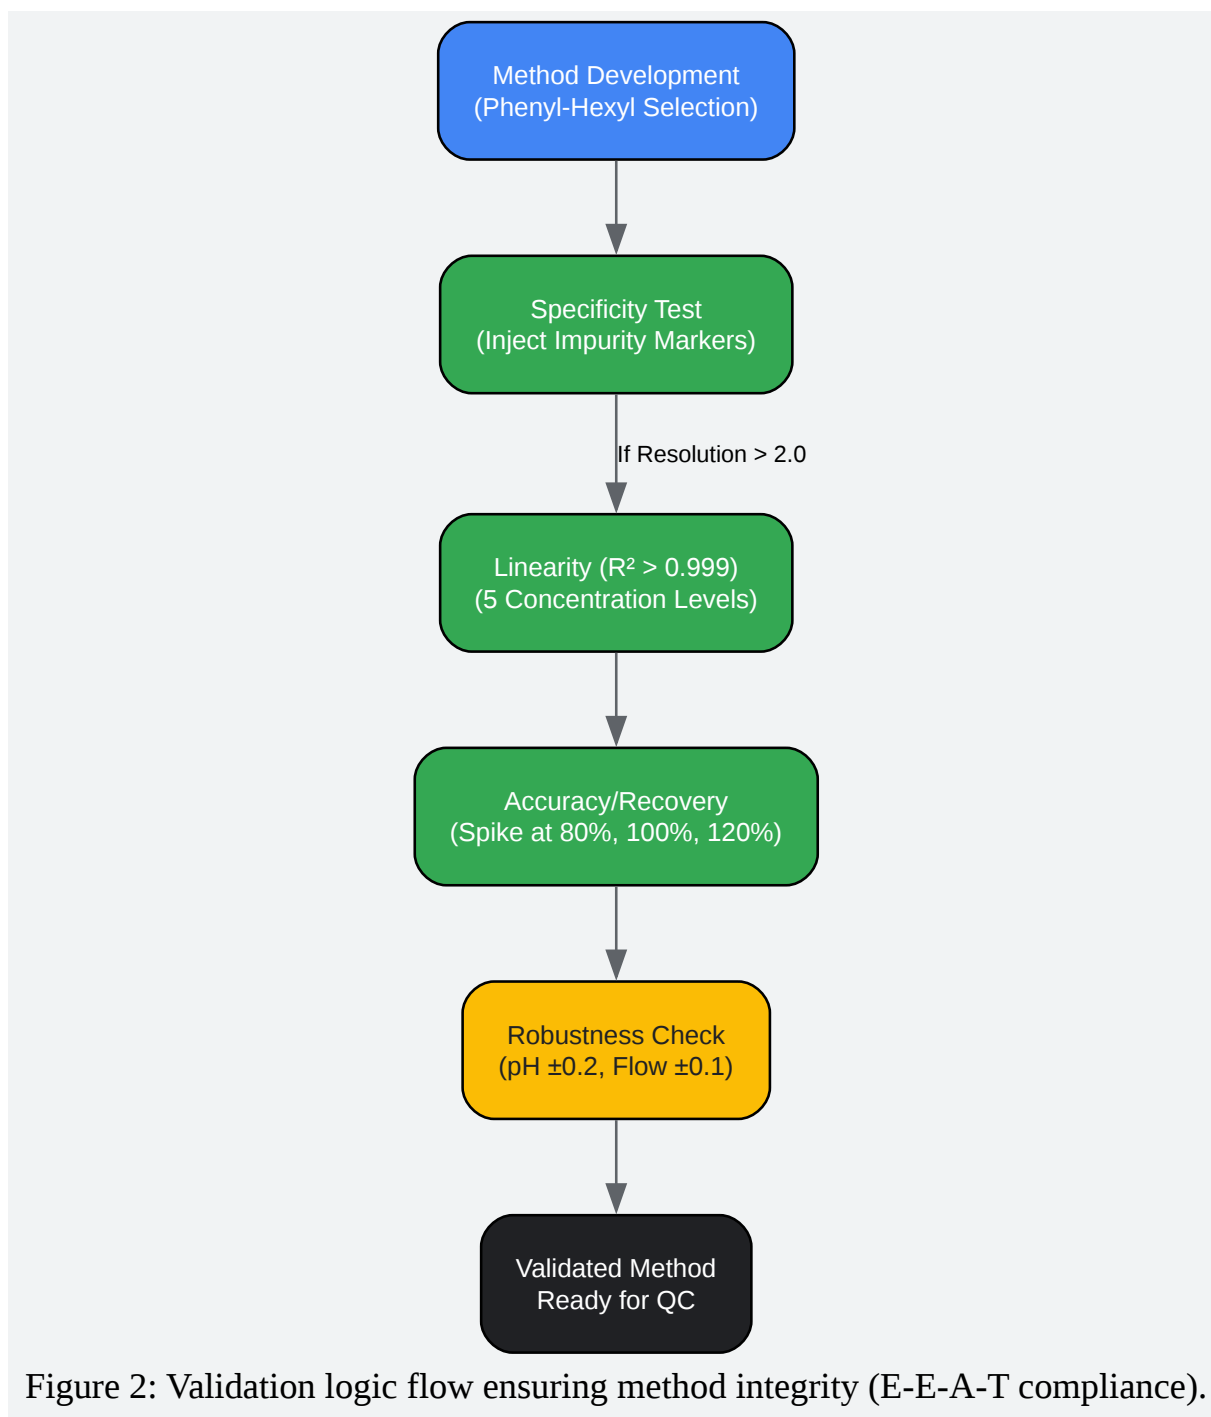 Method Development
(Phenyl-Hexyl Selection)
Specificity Test
(Inject Impurity Markers)
If Resolution > 2.0
Linearity (R² > 0.999)
(5 Concentration Levels)
Accuracy/Recovery
(Spike at 80%, 100%, 120%)
Robustness Check
(pH ±0.2, Flow ±0.1)
Validated Method
Ready for QC
Figure 2: Validation logic flow ensuring method integrity (E-E-A-T compliance).